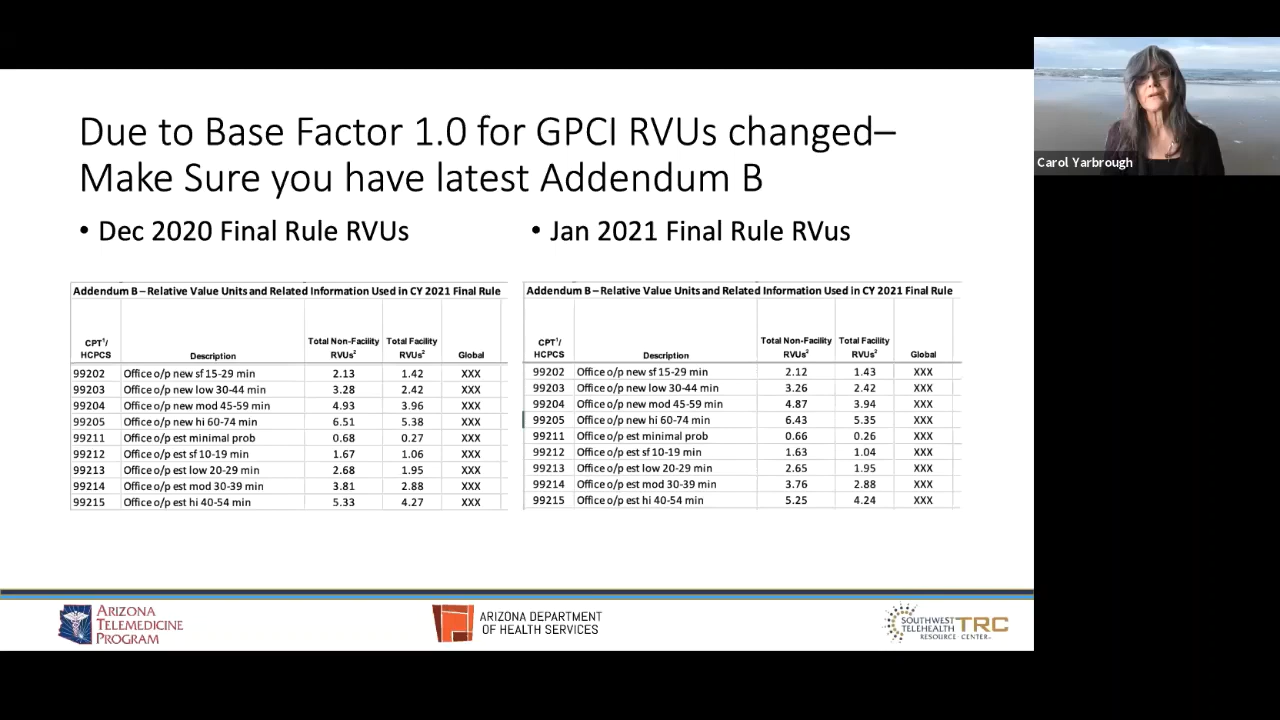 Due to Base Factor 1.0 for GPCI RVUs changed–
Make Sure you have latest Addendum B
• Dec 2020 Final Rule RVUs
Addendum B – Relative Value Units and Related Information Used in CY 2021 Final Rule
CPT¹/ HCPCS Description Total Non-Facility RVUs² Total Facility RVUs² Global
99202 Office o/p new sf 15-29 min 2.13 1.42 XXX
99203 Office o/p new low 30-44 min 3.28 2.42 XXX
99204 Office o/p new mod 45-59 min 4.93 3.96 XXX
99205 Office o/p new hi 60-74 min 6.51 5.38 XXX
99211 Office o/p est minimal prob 0.68 0.27 XXX
99212 Office o/p est sf 10-19 min 1.67 1.06 XXX
99213 Office o/p est low 20-29 min 2.68 1.95 XXX
99214 Office o/p est mod 30-39 min 3.81 2.88 XXX
99215 Office o/p est hi 40-54 min 5.33 4.27 XXX
• Jan 2021 Final Rule RVus
Addendum B – Relative Value Units and Related Information Used in CY 2021 Final Rule
CPT¹/ HCPCS Description Total Non-Facility RVUs² Total Facility RVUs² Global
99202 Office o/p new sf 15-29 min 2.12 1.43 XXX
99203 Office o/p new low 30-44 min 3.26 2.42 XXX
99204 Office o/p new mod 45-59 min 4.87 3.94 XXX
99205 Office o/p new hi 60-74 min 6.43 5.35 XXX
99211 Office o/p est minimal prob 0.66 0.26 XXX
99212 Office o/p est sf 10-19 min 1.63 1.04 XXX
99213 Office o/p est low 20-29 min 2.65 1.95 XXX
99214 Office o/p est mod 30-39 min 3.76 2.88 XXX
99215 Office o/p est hi 40-54 min 5.25 4.24 XXX
Carol Yarbrough
ARIZONA
TELEMEDICINE
PROGRAM
ARIZONA DEPARTMENT
OF HEALTH SERVICES
SOUTHWEST
TELEHEALTH
RESOURCE CENTER
TRC